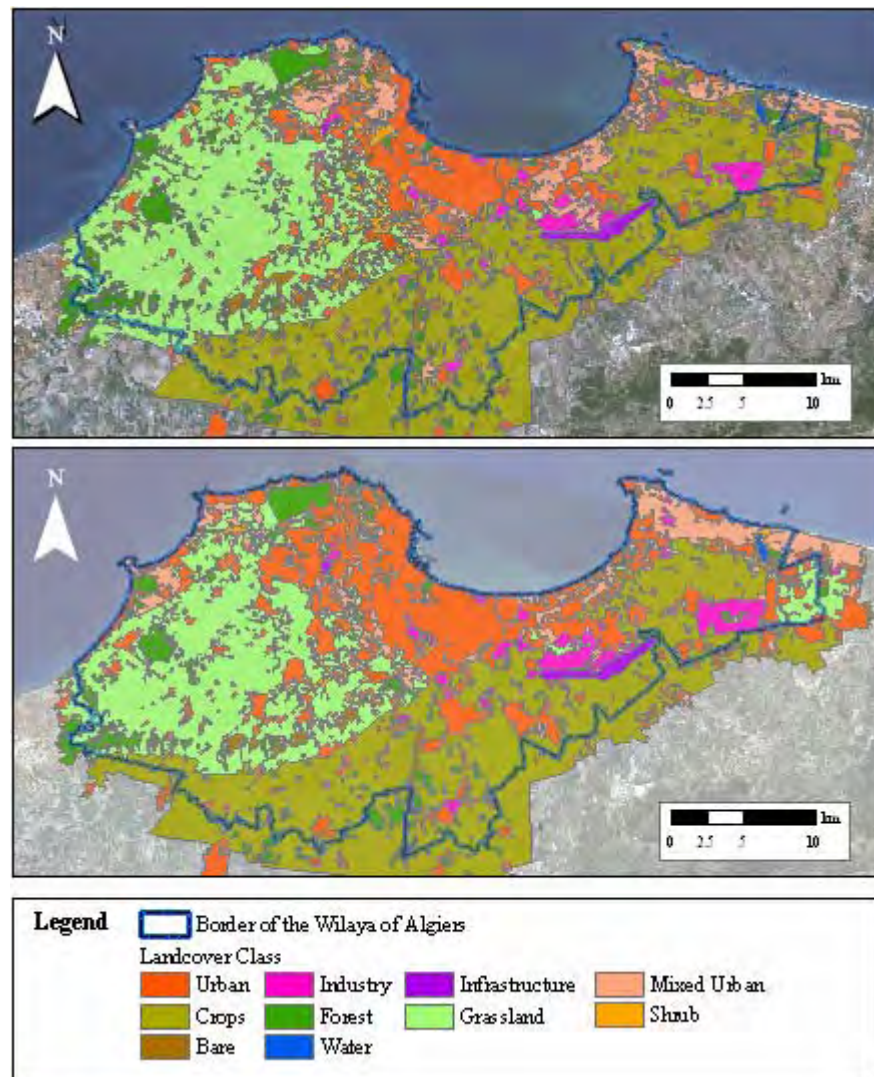 N
km
0 2.5 5 10
N
km
0 2.5 5 10
Legend
Border of the Wilaya of Algiers
Landcover Class
Urban Industry Infrastructure Mixed Urban
Crops Forest Grassland Shrub
Bare Water